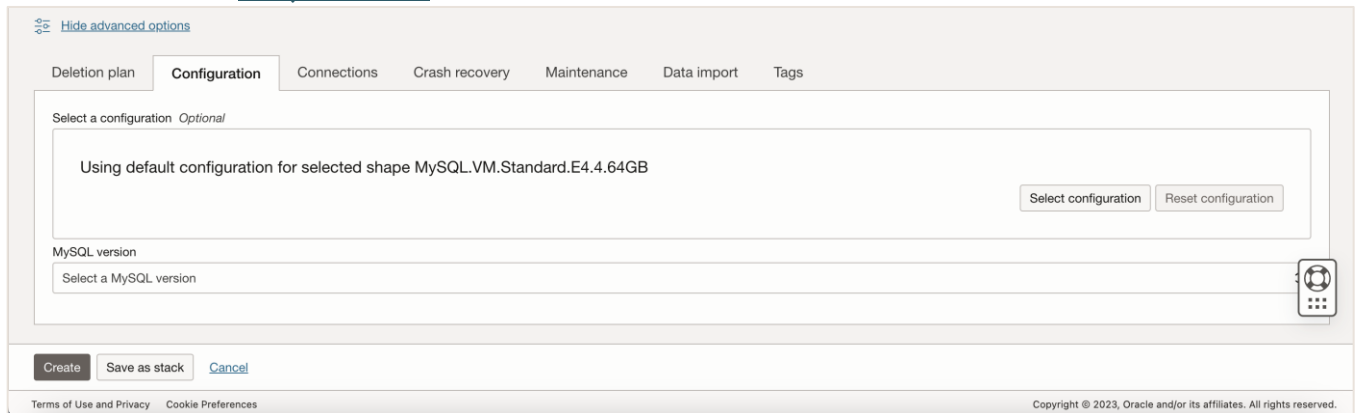 Hide advanced options
Deletion plan Configuration Connections Crash recovery Maintenance Data import Tags
Select a configuration Optional
Using default configuration for selected shape MySQL.VM.Standard.E4.4.64GB
Select configuration Reset configuration
MySQL version
Select a MySQL version
Create Save as stack Cancel
Terms of Use and Privacy Cookie Preferences Copyright © 2023, Oracle and/or its affiliates. All rights reserved.